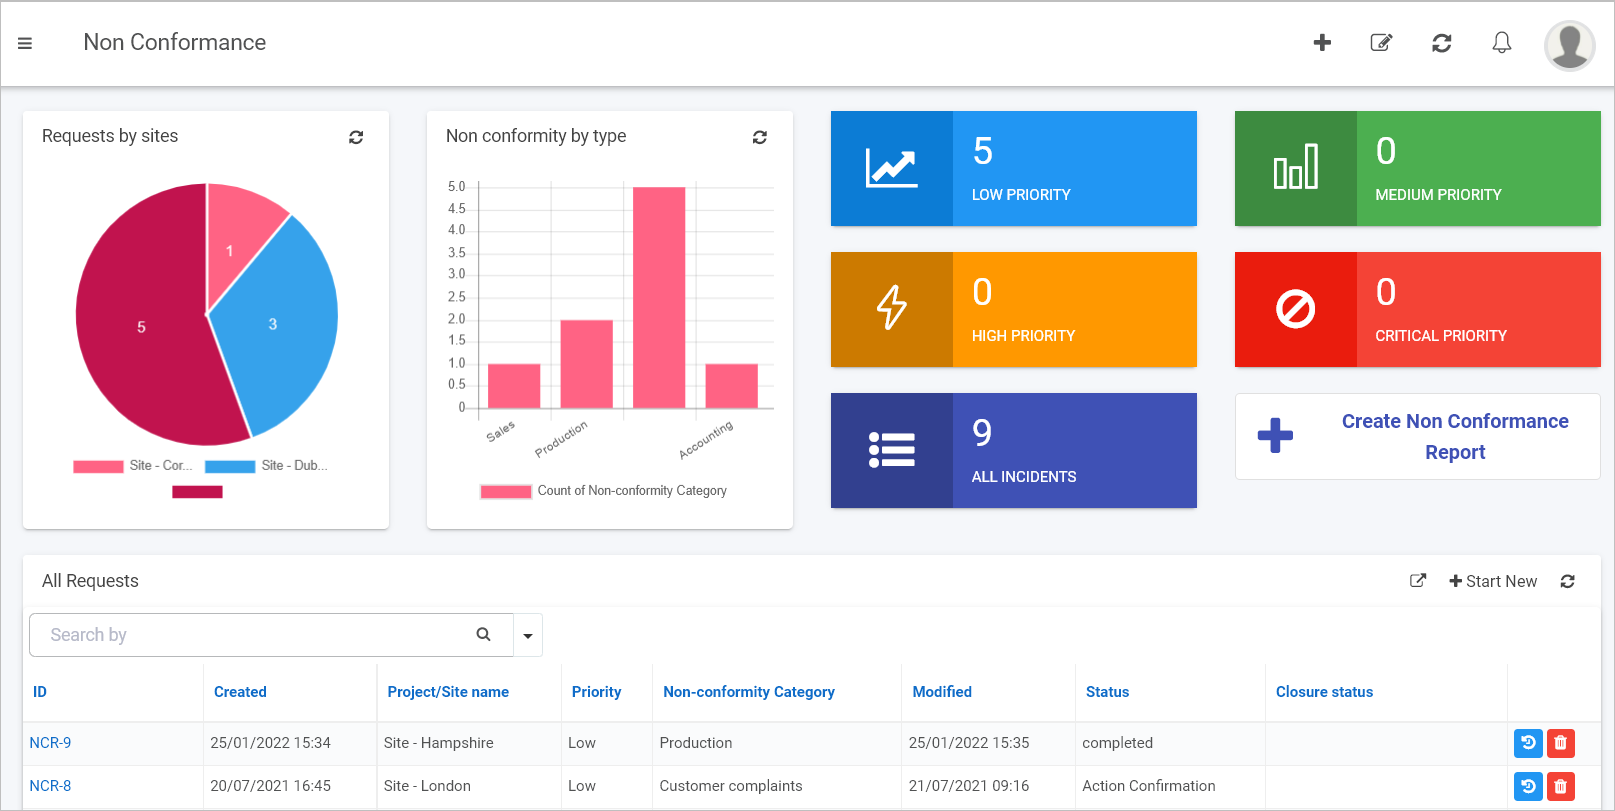 Non Conformance
Requests by sites
1
3
5
Site - Cor...
Site - Dub...
Non conformity by type
5.0
4.5
4.0
3.5
3.0
2.5
2.0
1.5
1.0
0.5
0
Sales
Production
Accounting
Count of Non-conformity Category
5
LOW PRIORITY
0
MEDIUM PRIORITY
0
HIGH PRIORITY
0
CRITICAL PRIORITY
9
ALL INCIDENTS
Create Non Conformance
Report
All Requests
Start New
Search by
ID Created Project/Site name Priority Non-conformity Category Modified Status Closure status
NCR-9 25/01/2022 15:34 Site - Hampshire Low Production 25/01/2022 15:35 completed
NCR-8 20/07/2021 16:45 Site - London Low Customer complaints 21/07/2021 09:16 Action Confirmation